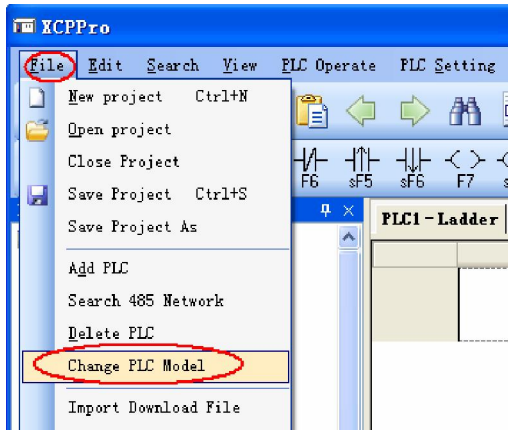 XCPPro
File Edit Search View PLC Operate PLC Setting
New project Ctrl+N
Open project
Close Project
Save Project Ctrl+S
Save Project As
Add PLC
Search 485 Network
Delete PLC
Change PLC Model
Import Download File
F6 sF5 sF6 F7
PLC1-Ladder